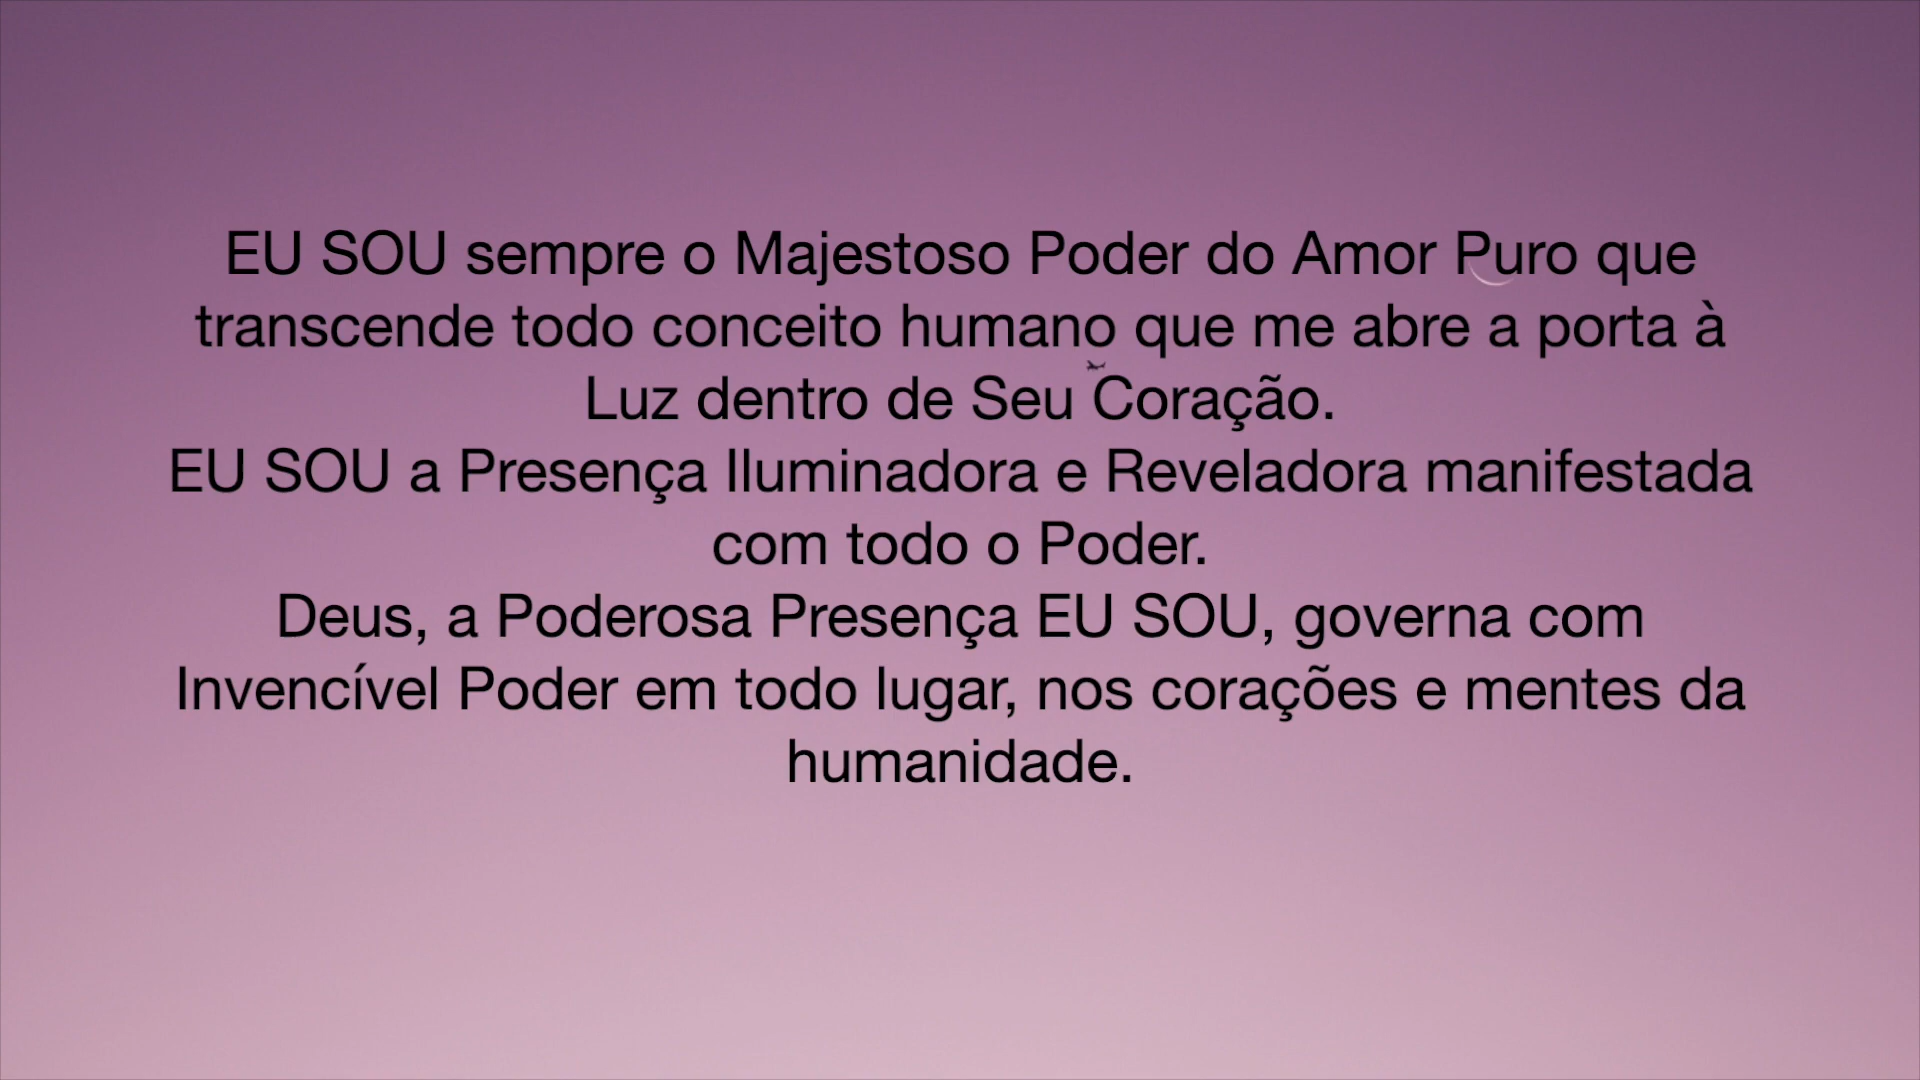 EU SOU sempre o Majestoso Poder do Amor Puro que
transcende todo conceito humano que me abre a porta à
Luz dentro de Seu Coração.
EU SOU a Presença Iluminadora e Reveladora manifestada
com todo o Poder.
Deus, a Poderosa Presença EU SOU, governa com
Invencível Poder em todo lugar, nos corações e mentes da
humanidade.